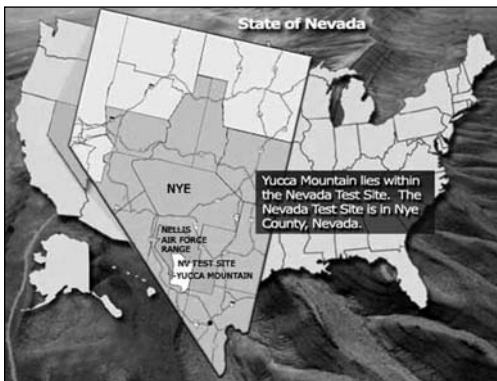 State of Nevada
NYE
Yucca Mountain lies within
the Nevada Test Site. The
Nevada Test Site is in Nye
County, Nevada.
NELLIS
AIR FORCE
RANGE
NV TEST SITE
YUCCA MOUNTAIN